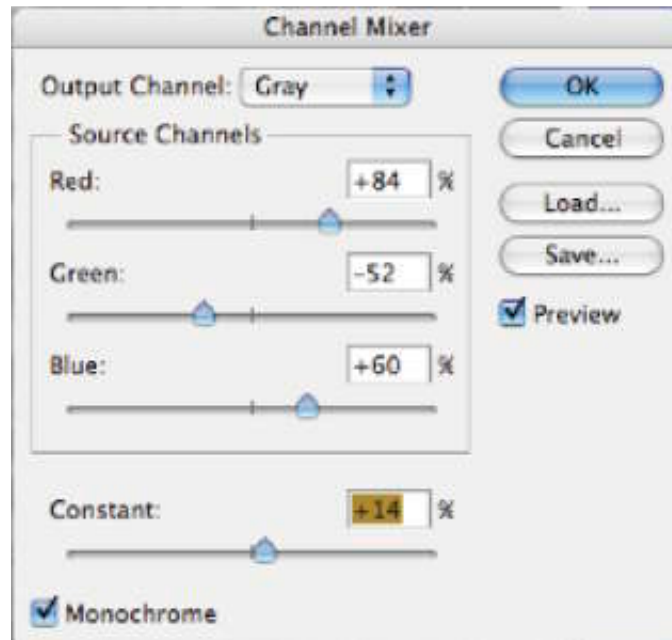 Channel Mixer
Output Channel: Gray
OK
Source Channels
Cancel
Red: +84 %
Load...
Green: -52 %
Save...
Preview
Blue: +60 %
Constant: +14 %
Monochrome